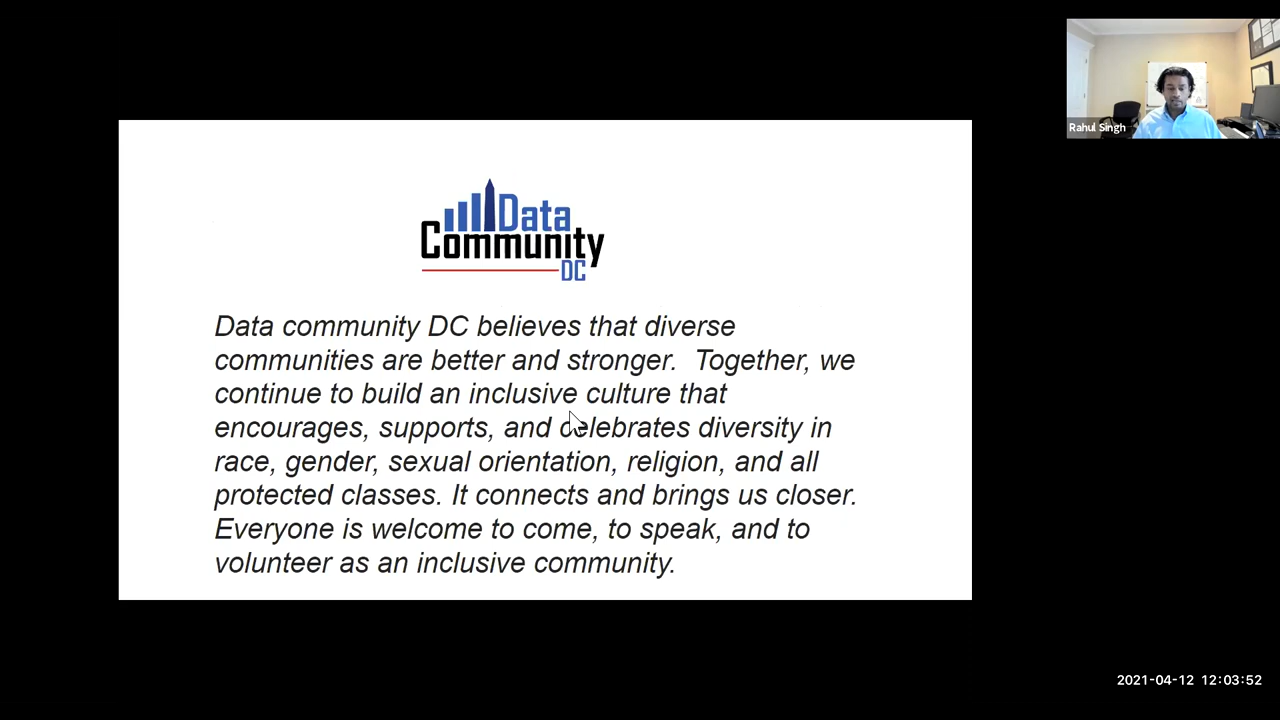 Rahul Singh
Data
Community
DC
Data community DC believes that diverse
communities are better and stronger.  Together, we
continue to build an inclusive culture that
encourages, supports, and celebrates diversity in
race, gender, sexual orientation, religion, and all
protected classes. It connects and brings us closer.
Everyone is welcome to come, to speak, and to
volunteer as an inclusive community.
2021-04-12 12:03:52